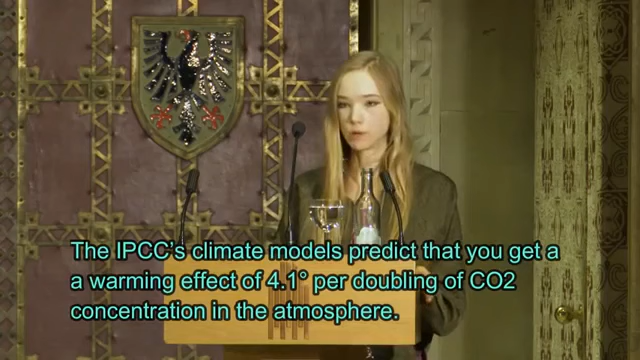 The IPCC's climate models predict that you get a
a warming effect of 4.1° per doubling of CO2
concentration in the atmosphere.